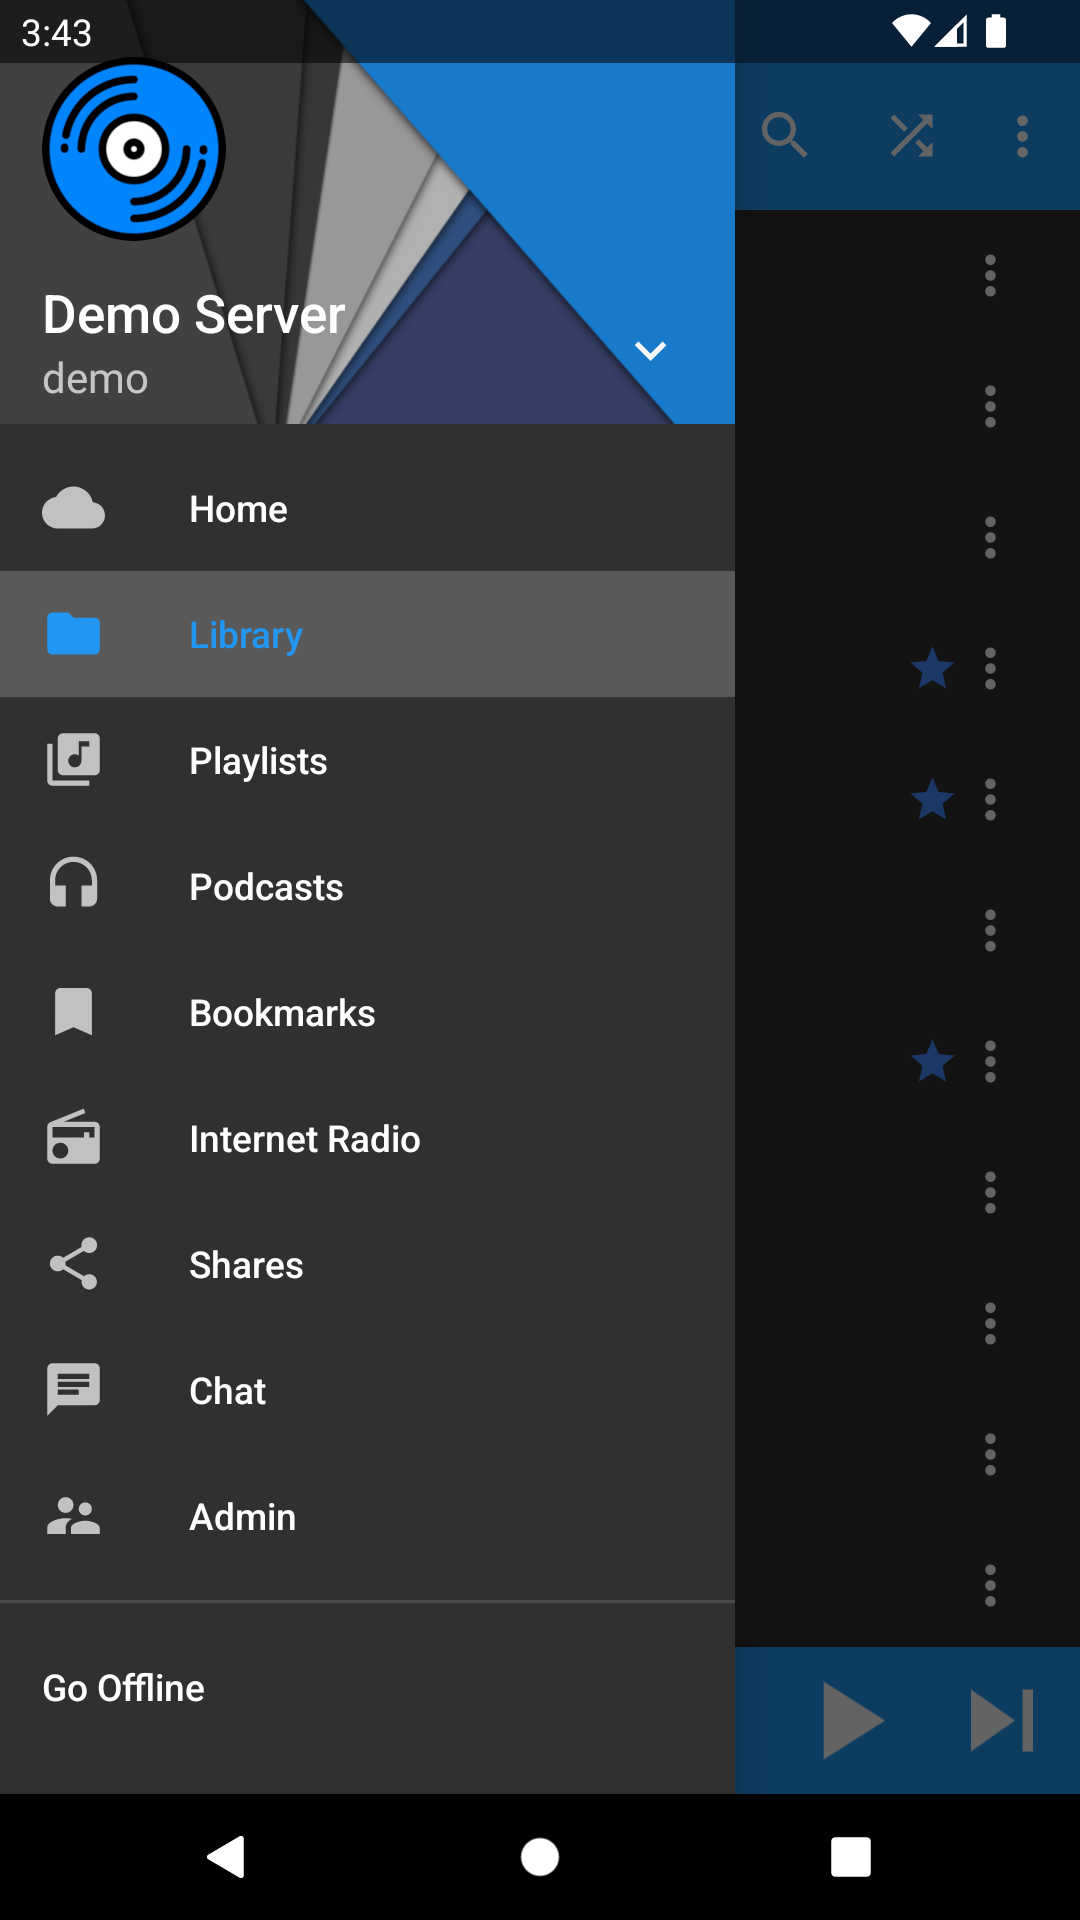 3:43
Demo Server
demo
Home
Library
Playlists
Podcasts
Bookmarks
Internet Radio
Shares
Chat
Admin
Go Offline